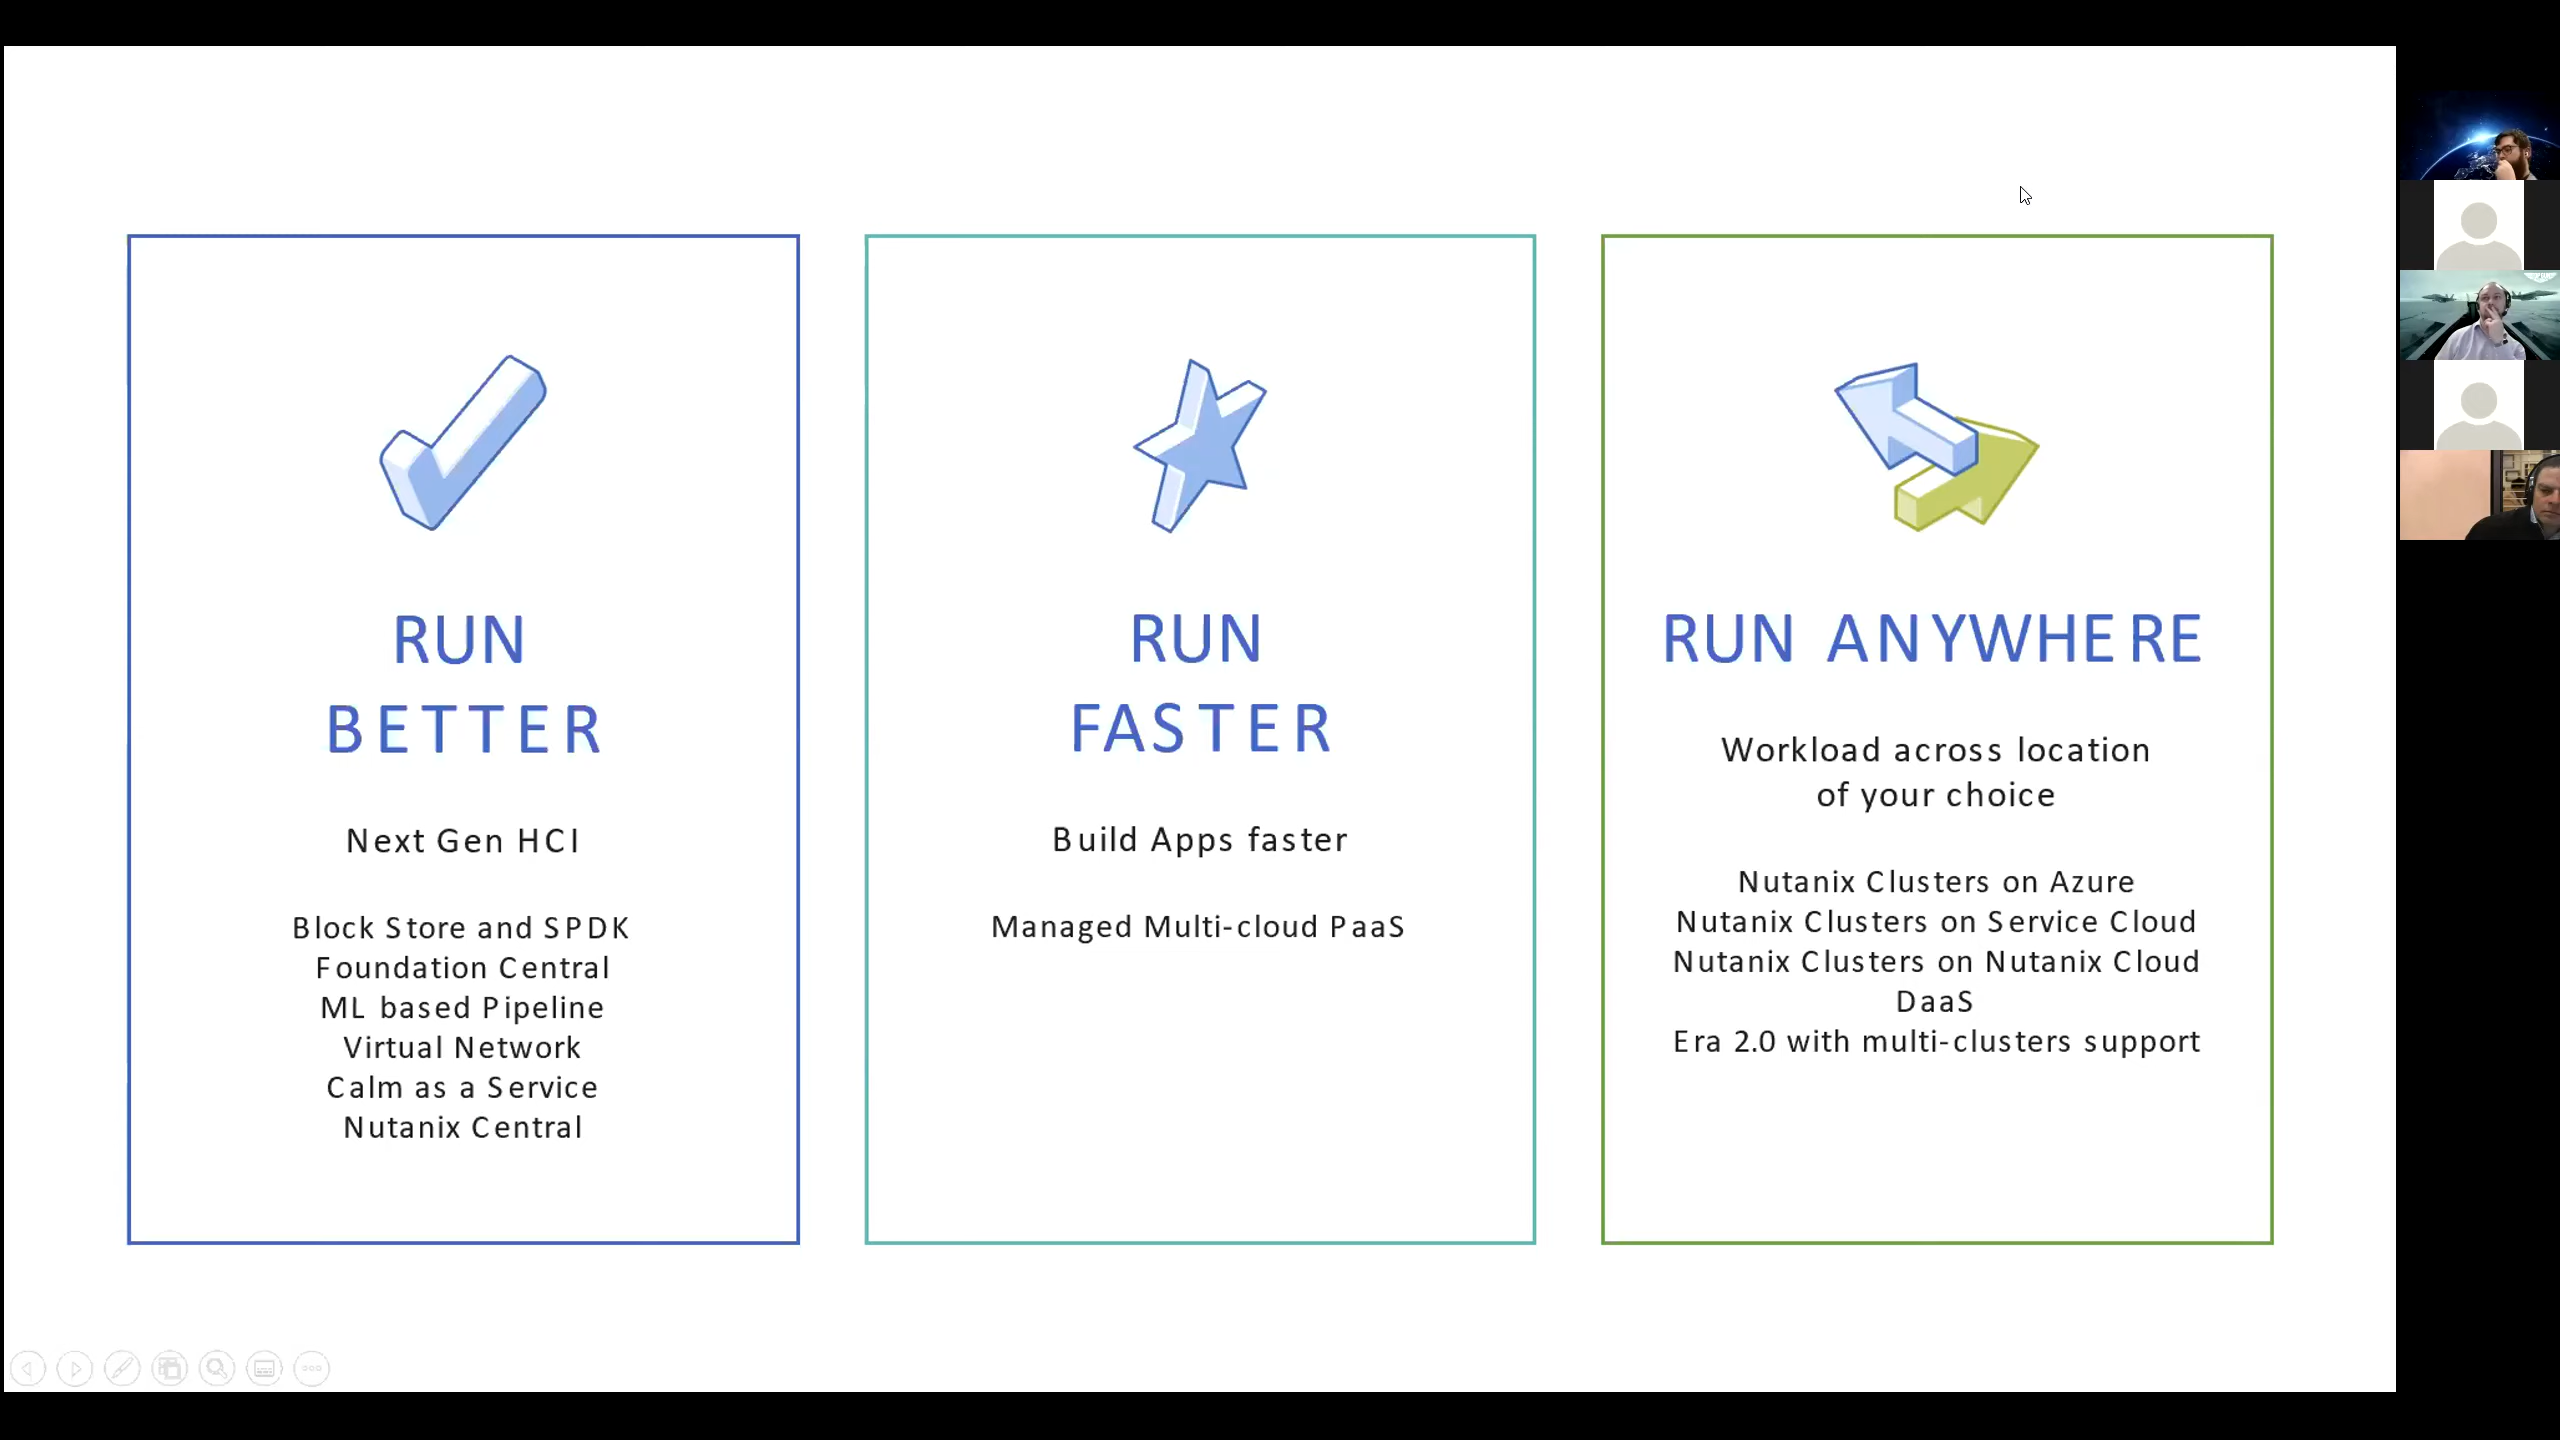 RUN
BETTER
Next Gen HCI
Block Store and SPDK
Foundation Central
ML based Pipeline
Virtual Network
Calm as a Service
Nutanix Central
RUN
FASTER
Build Apps faster
Managed Multi-cloud PaaS
RUN ANYWHERE
Workload across location
of your choice
Nutanix Clusters on Azure
Nutanix Clusters on Service Cloud
Nutanix Clusters on Nutanix Cloud
DaaS
Era 2.0 with multi-clusters support